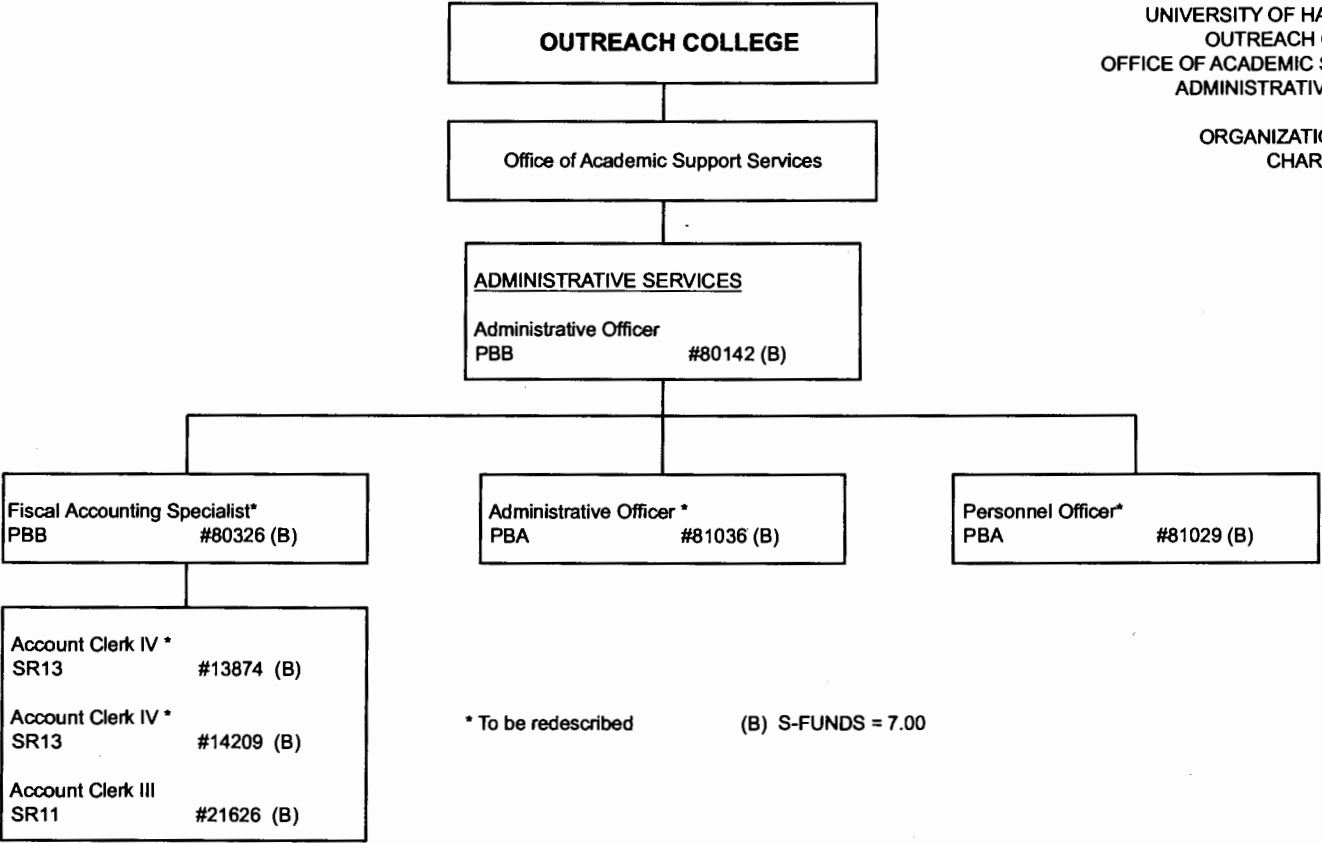 OUTREACH COLLEGE
UNIVERSITY OF
OUTREACH
OFFICE OF ACADEMIC
ORGANIZATIO
CHAR
Office of Academic Support Services
ADMINISTRATIVE SERVICES
Administrative Officer
PBB #80142 (B)
Fiscal Accounting Specialist*
PBB #80326 (B)
Administrative Officer *
PBA #81036 (B)
Personnel Officer*
PBA #81029 (B)
Account Clerk IV *
SR13 #13874 (B)
Account Clerk IV *
SR13 #14209 (B)
Account Clerk III
SR11 #21626 (B)
* To be redescribed (B) S-FUNDS = 7.00